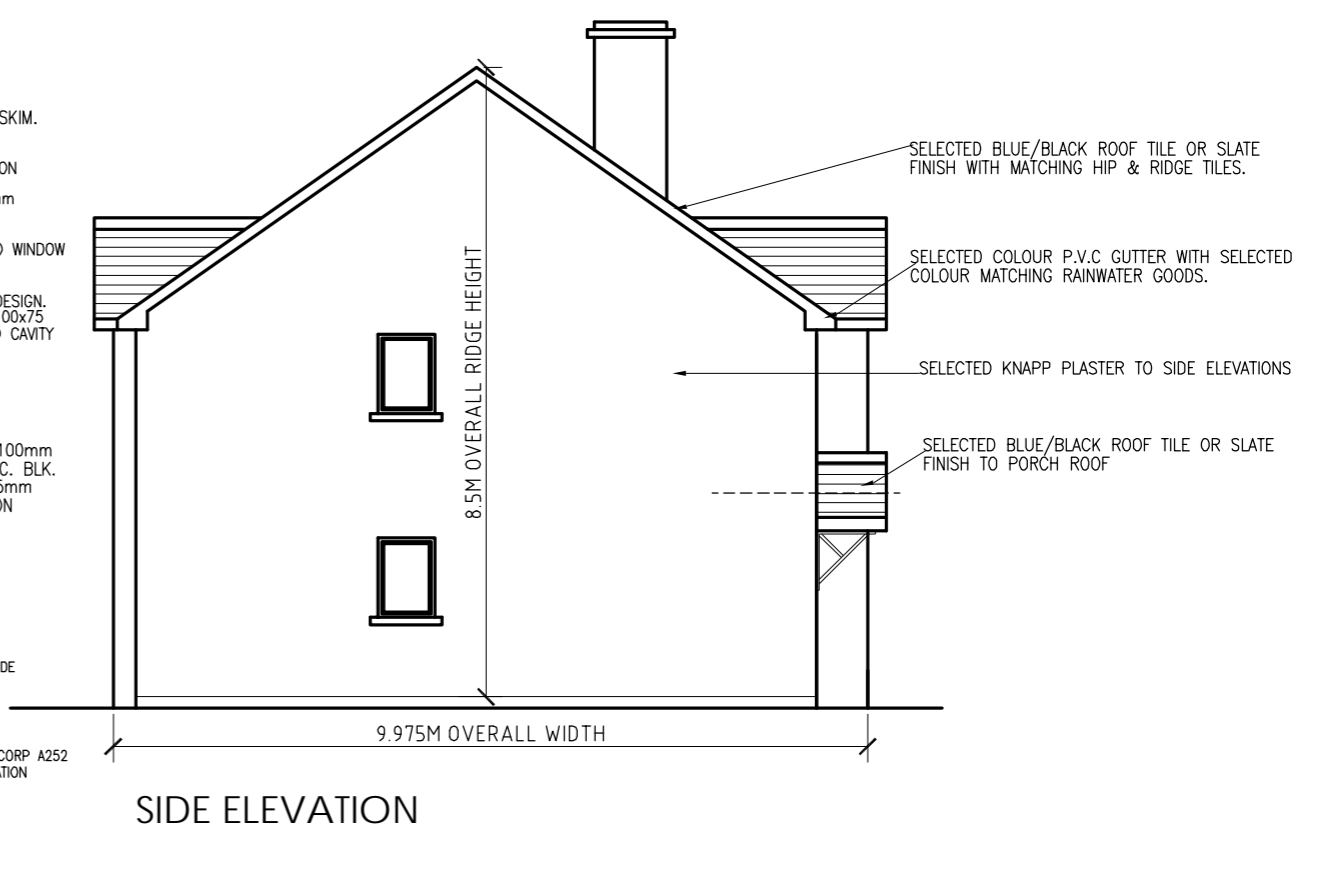 SKIM.
ON
WINDOW
DESIGN.
00x75
CAVITY
100mm
C. BLK.
ON
DE
CORP A252
SELECTED BLUE/BLACK ROOF TILE OR SLATE
FINISH WITH MATCHING HIP & RIDGE TILES.
SELECTED COLOUR P.V.C GUTTER WITH SELECTED
COLOUR MATCHING RAINWATER GOODS.
SELECTED KNAPP PLASTER TO SIDE ELEVATIONS
SELECTED BLUE/BLACK ROOF TILE OR SLATE
FINISH TO PORCH ROOF
8.5M OVERALL RIDGE HEIGHT
9.975M OVERALL WIDTH
SIDE ELEVATION